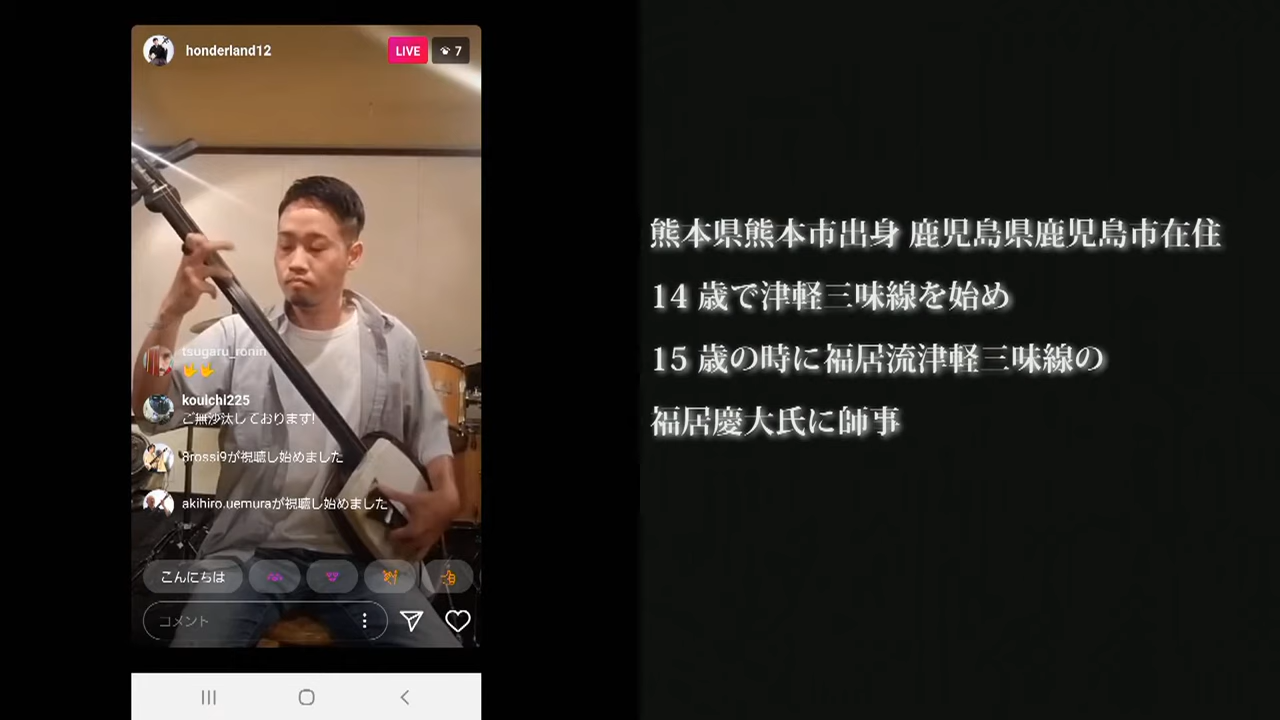 honderland12
LIVE
7
tsugaru_ronin
kouichi225
ご無沙汰しております!
8rossi9が視聴し始めました
akihiro.uemuraが視聴し始めました
こんにちは
コメント
熊本県熊本市出身 鹿児島県鹿児島市在住
14 歳で津軽三味線を始め
15 歳の時に福居流津軽三味線の
福居慶大氏に師事